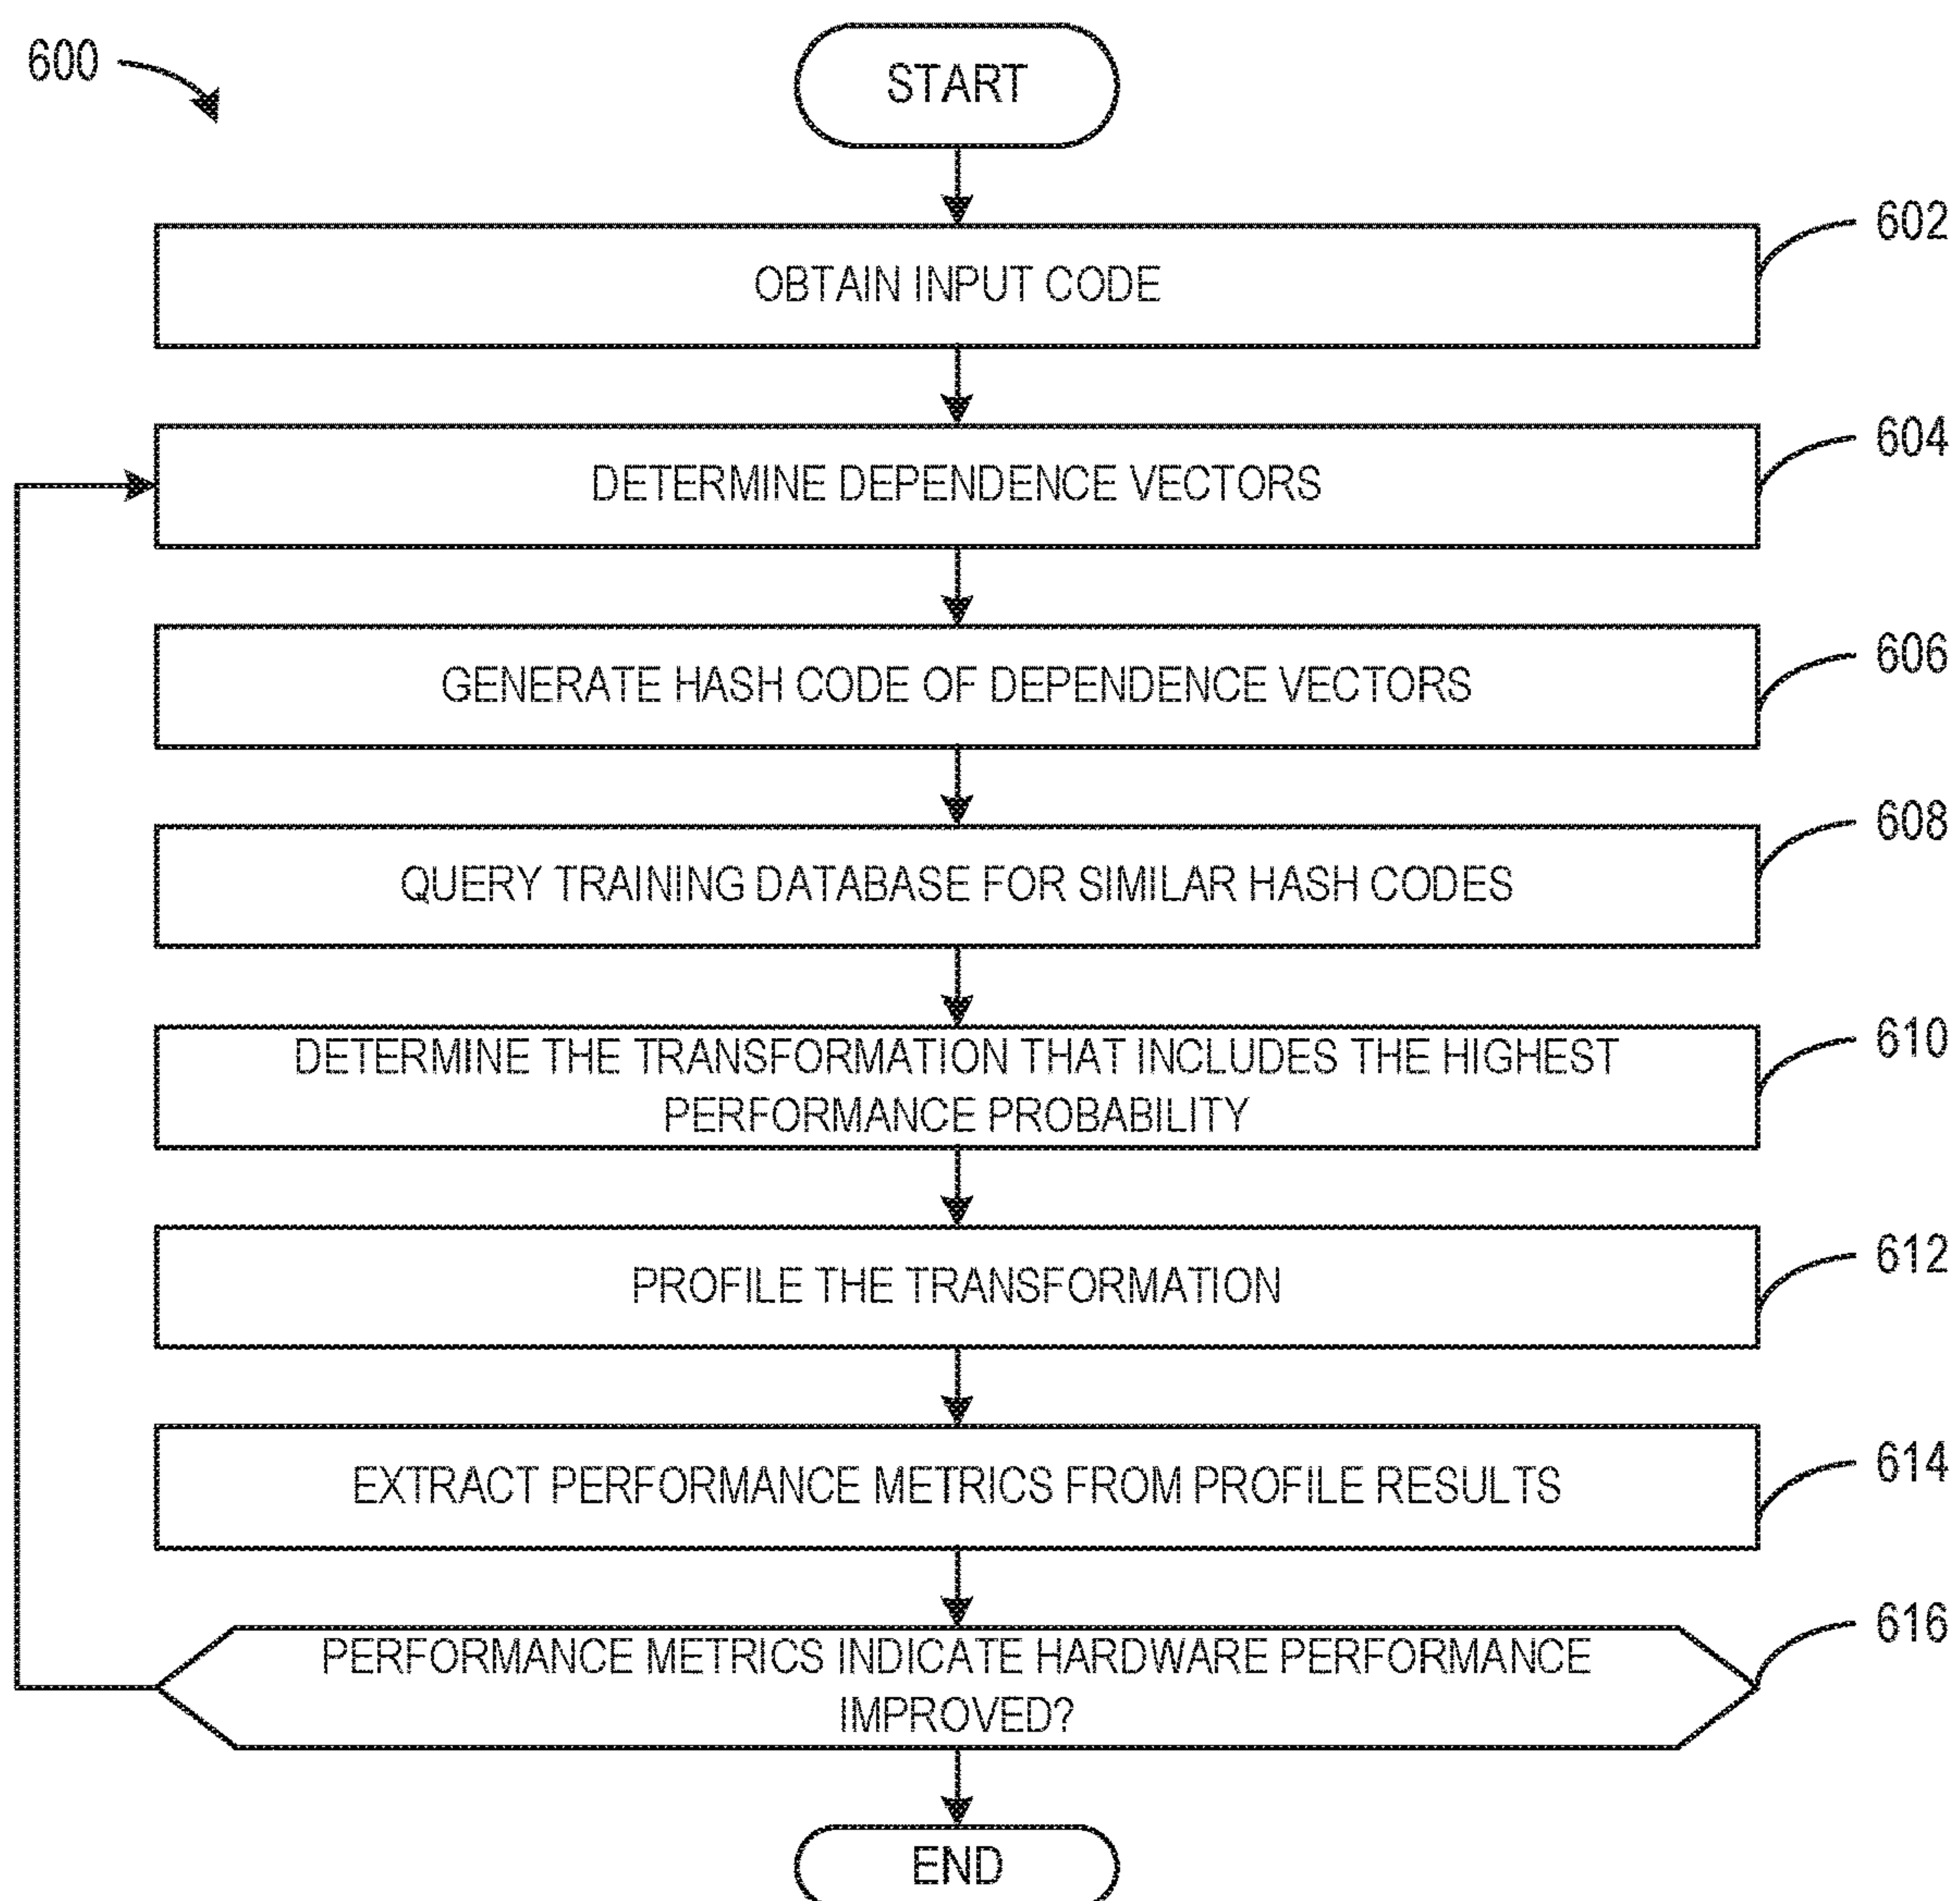 600
START
602
OBTAIN INPUT CODE
604
DETERMINE DEPENDENCE VECTORS
606
GENERATE HASH CODE OF DEPENDENCE VECTORS
608
QUERY TRAINING DATABASE FOR SIMILAR HASH CODES
610
DETERMINE THE TRANSFORMATION THAT INCLUDES THE HIGHEST
PERFORMANCE PROBABILITY
612
PROFILE THE TRANSFORMATION
614
EXTRACT PERFORMANCE METRICS FROM PROFILE RESULTS
616
PERFORMANCE METRICS INDICATE HARDWARE PERFORMANCE
IMPROVED?
END